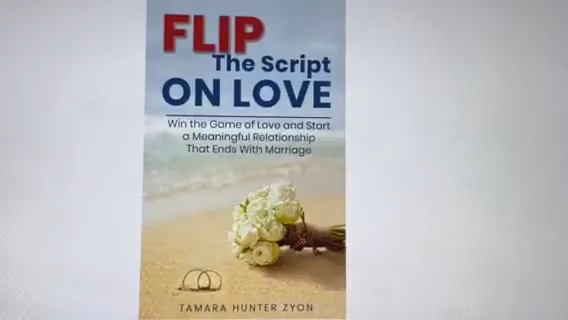 FLIP
The Script
ON LOVE
Win the Game of Love and Start
a Meaningful Relationship
That Ends With Marriage
TAMARA HUNTER ZYON